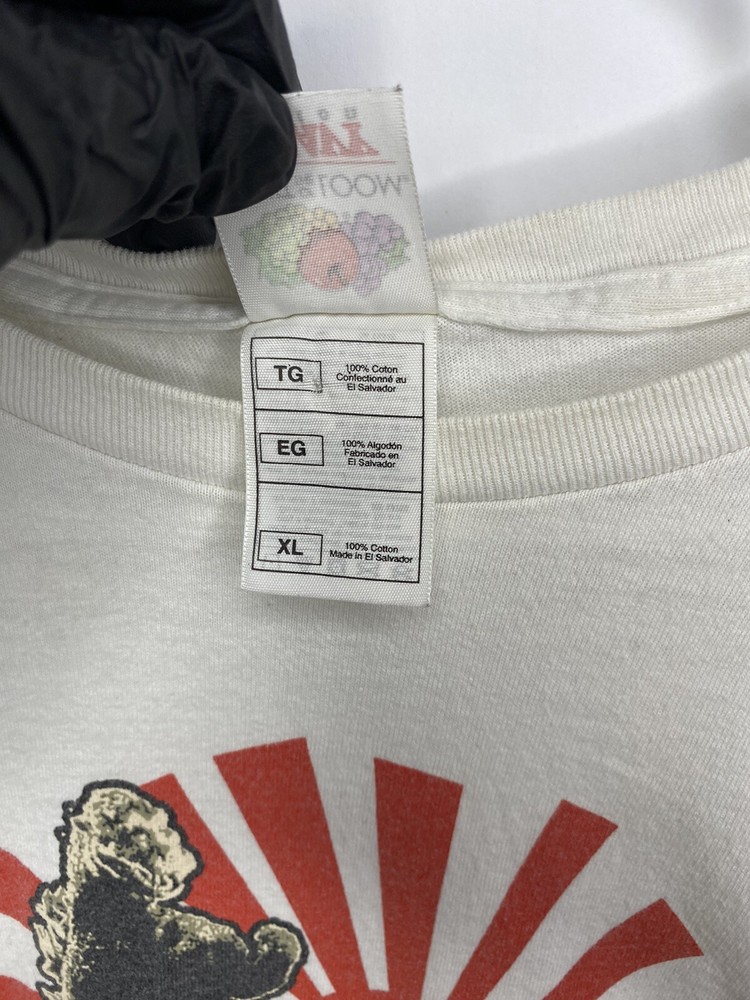 TG
100% Coton
Confectionné au
El Salvador
EG
100% Algodón
Fabricado en
El Salvador
XL
100% Cotton
Made in El Salvador